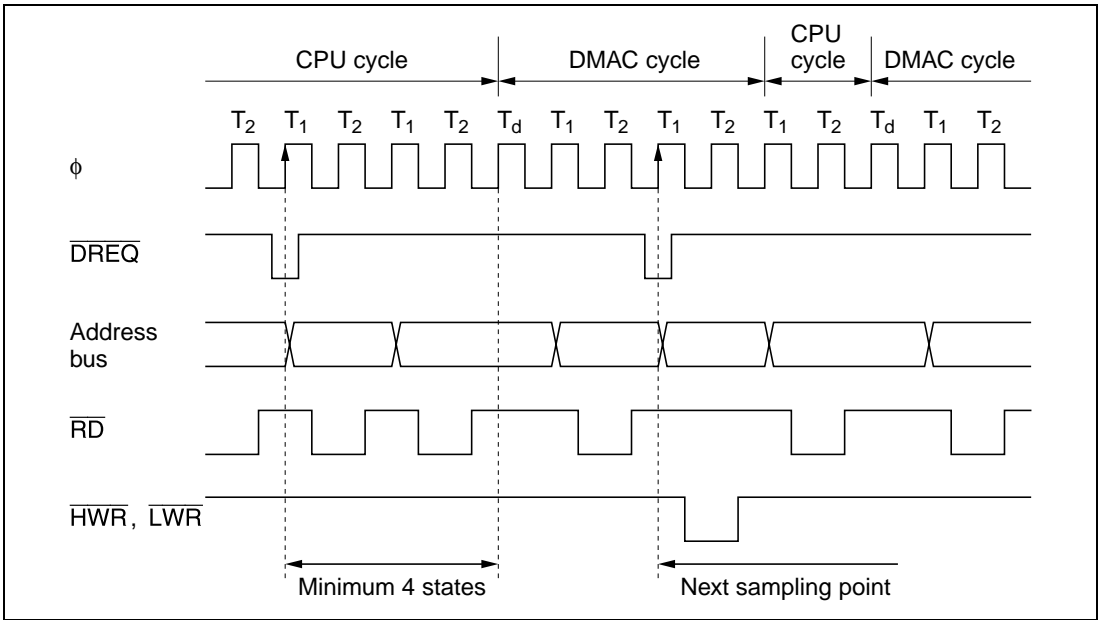 CPU cycle DMAC cycle CPU cycle DMAC cycle
T2 T1 T2 T1 T2 Td T1 T2 T1 T2 T1 T2 Td T1 T2
φ
DREQ
Address
bus
RD
HWR, LWR
Minimum 4 states Next sampling point